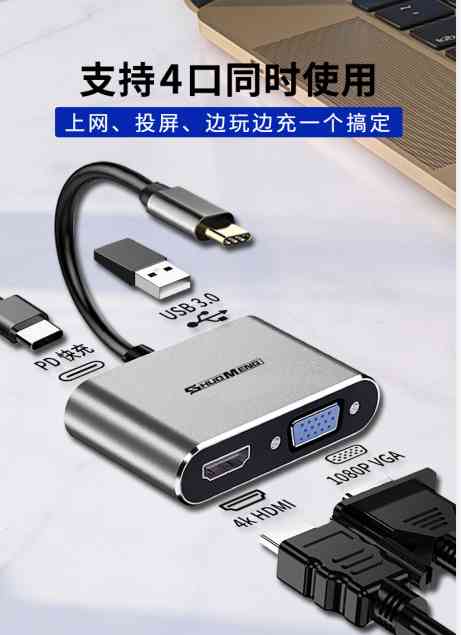 支持4口同时使用
上网、投屏、边玩边充一个搞定
USB 3.0
PD 快充
SHUOMENG
1080P VGA
4k HDMI